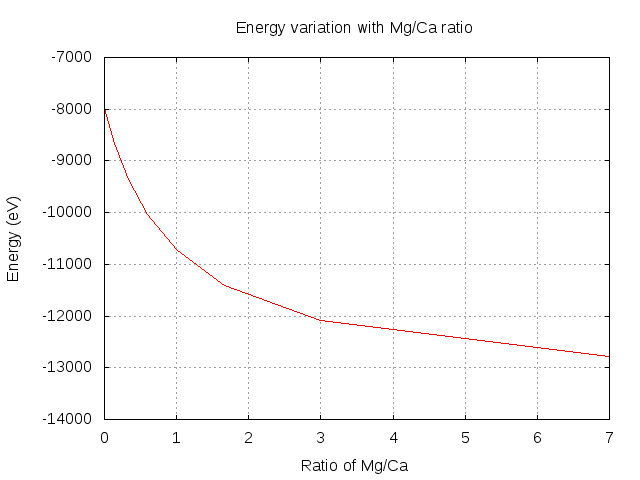 Energy variation with Mg/Ca ratio
-7000
-8000
-9000
-10000
-11000
-12000
-13000
-14000
Energy (eV)
0 1 2 3 4 5 6 7
Ratio of Mg/Ca